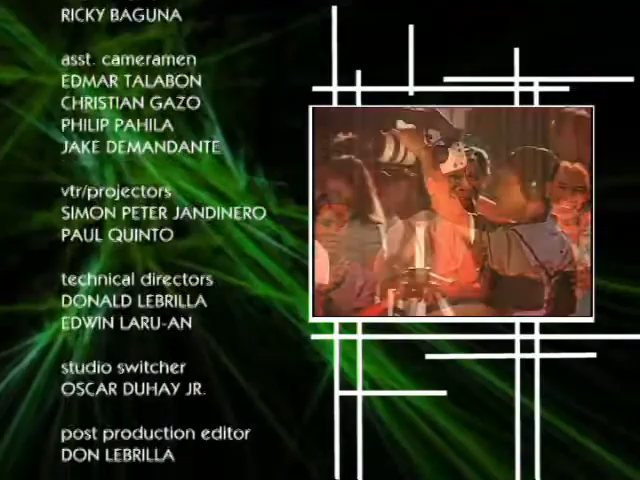 RICKY BAGUNA
asst. cameramen
EDMAR TALABON
CHRISTIAN GAZO
PHILIP PAHILA
JAKE DEMANDANTE
vtr/projectors
SIMON PETER JANDINERO
PAUL QUINTO
technical directors
DONALD LEBRILLA
EDWIN LARU-AN
studio switcher
OSCAR DUHAY JR.
post production editor
DON LEBRILLA